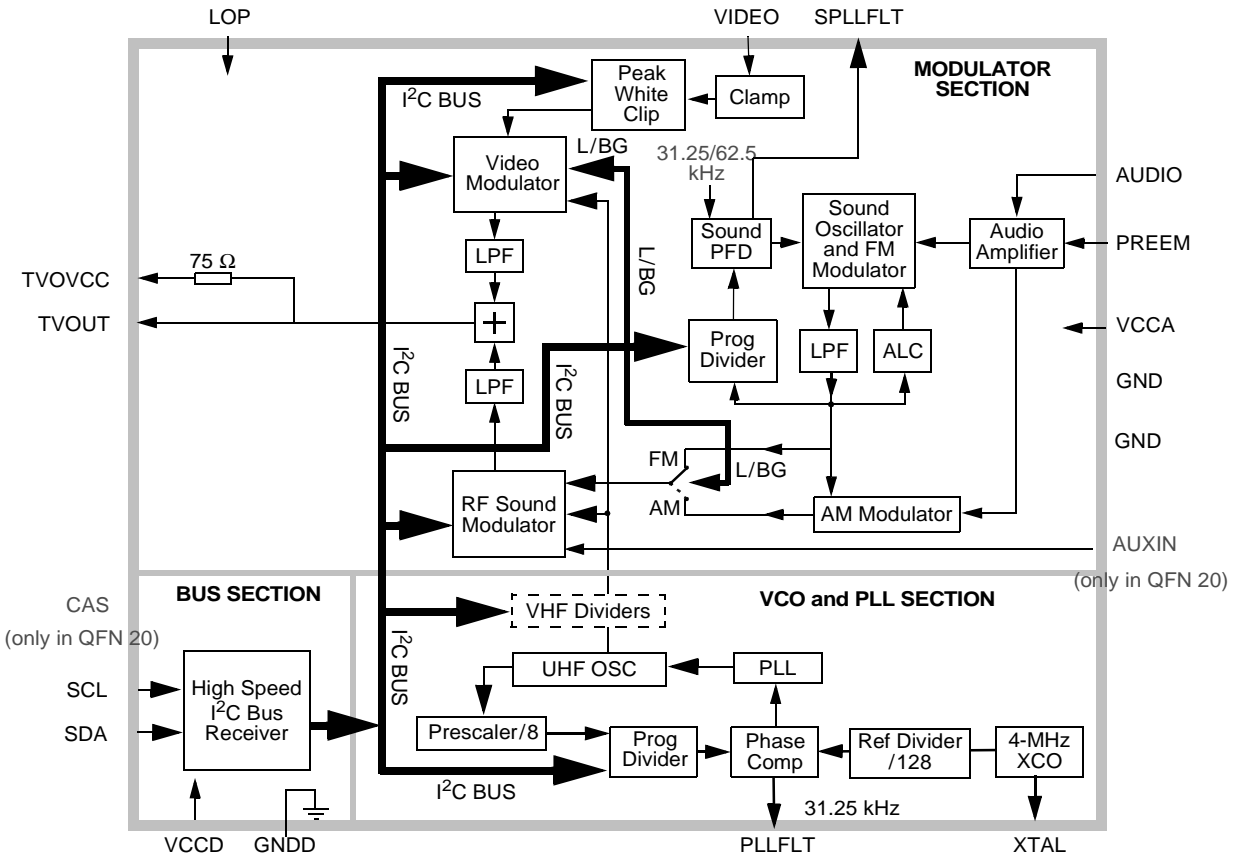 LOP
VIDEO
SPLLFLT
MODULATOR
SECTION
I²C BUS
Peak
White
Clip
Clamp
L/BG
31.25/62.5
kHz
Video
Modulator
AUDIO
Sound
PFD
Sound
Oscillator
and FM
Modulator
Audio
Amplifier
PREEM
LPF
L/BG
75 Ω
TVOVCC
TVOUT
+
VCCA
Prog
Divider
LPF
ALC
I²C BUS
LPF
I²C BUS
GND
GND
FM
L/BG
AM
RF Sound
Modulator
AM Modulator
AUXIN
(only in QFN 20)
BUS SECTION
VCO and PLL SECTION
CAS
(only in QFN 20)
VHF Dividers
I²C BUS
UHF OSC
PLL
SCL
SDA
High Speed
I²C Bus
Receiver
Prescaler/8
Prog
Divider
Phase
Comp
Ref Divider
/128
4-MHz
XCO
I²C BUS
31.25 kHz
VCCD
GNDD
PLLFLT
XTAL